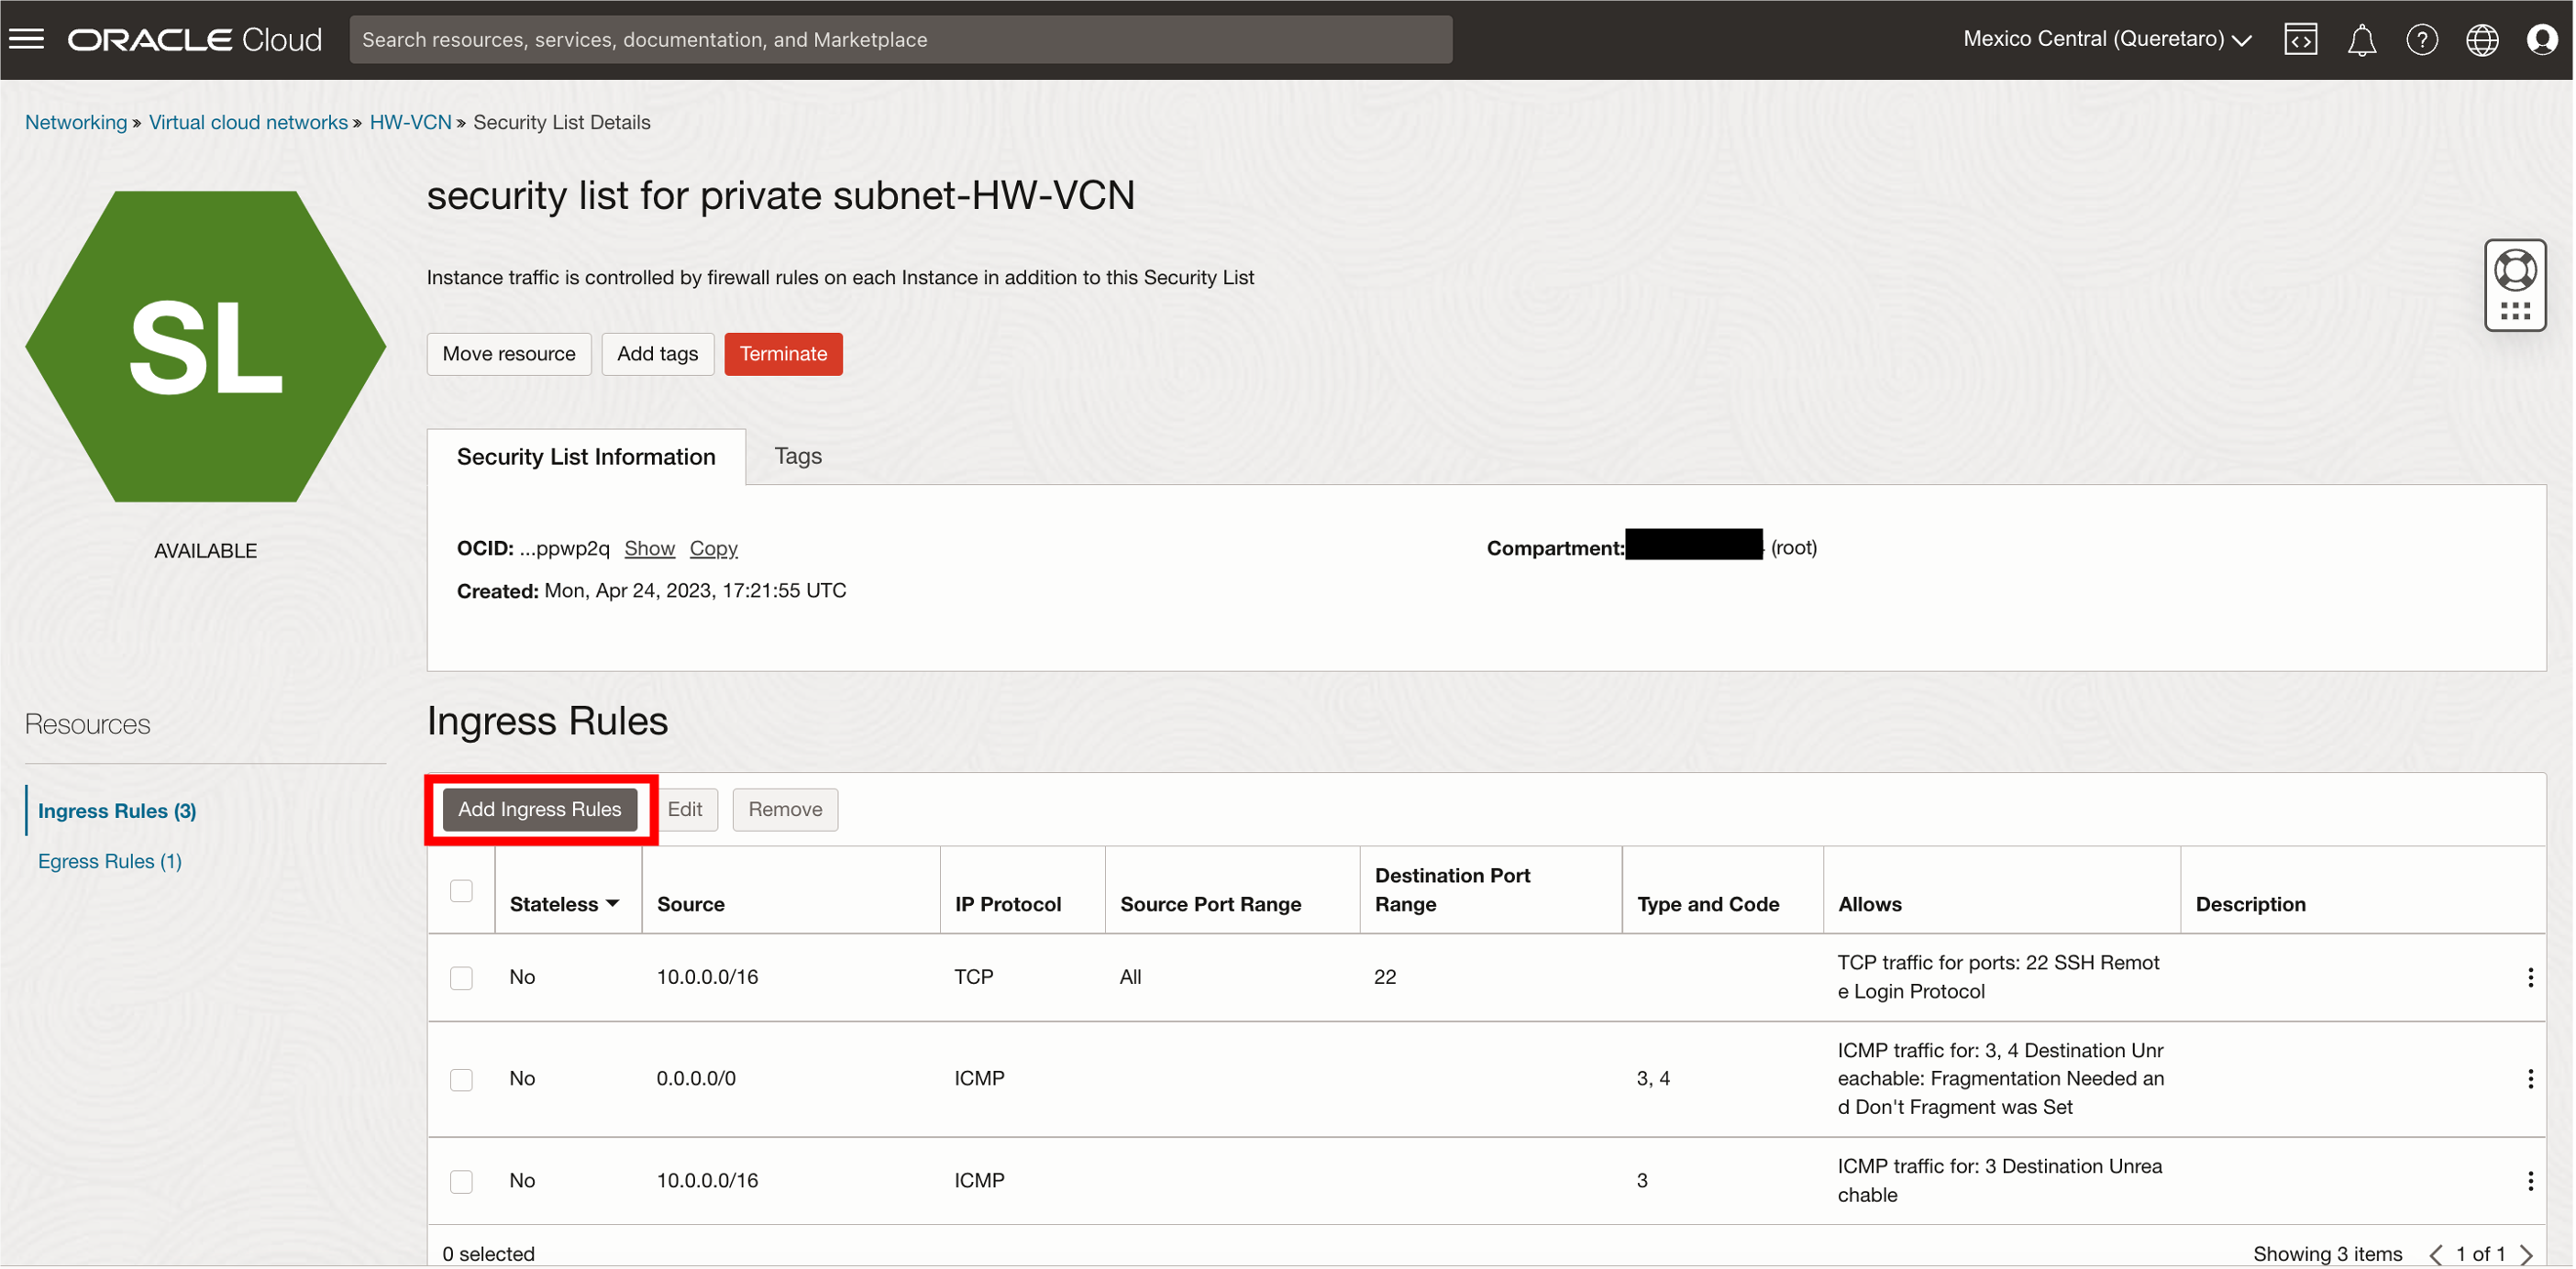 ORACLE Cloud
Search resources, services, documentation, and Marketplace
Mexico Central (Queretaro)
Networking » Virtual cloud networks » HW-VCN » Security List Details
SL
AVAILABLE
security list for private subnet-HW-VCN
Instance traffic is controlled by firewall rules on each Instance in addition to this Security List
Move resource Add tags Terminate
Security List Information Tags
OCID: ...ppwp2q Show Copy
Compartment: (root)
Created: Mon, Apr 24, 2023, 17:21:55 UTC
Resources
Ingress Rules (3)
Egress Rules (1)
Ingress Rules
Add Ingress Rules Edit Remove
Stateless Source IP Protocol Source Port Range Destination Port
Range Type and Code Allows Description
No 10.0.0.0/16 TCP All 22 TCP traffic for ports: 22 SSH Remot
e Login Protocol
No 0.0.0.0/0 ICMP 3, 4 ICMP traffic for: 3, 4 Destination Unr
eachable: Fragmentation Needed an
d Don't Fragment was Set
No 10.0.0.0/16 ICMP 3 ICMP traffic for: 3 Destination Unrea
chable
0 selected
Showing 3 items < 1 of 1 >